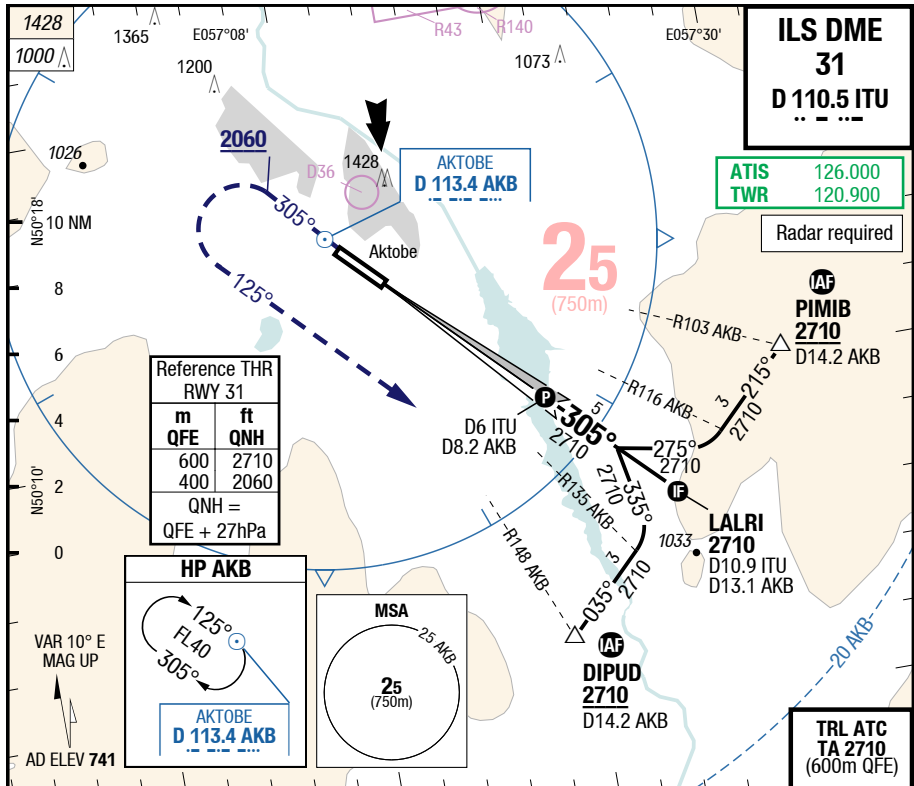 1428
1000
1365
E057°08'
R43
R140
1073
E057°30'
ILS DME
31
D 110.5 ITU
1200
2060
1026
D36
1428
AKTOBE
D 113.4 AKB
ATIS 126.000
TWR 120.900
Radar required
N50°18'
10 NM
305°
Aktobe
25
(750m)
IAF
PIMIB
2710
D14.2 AKB
8
125°
R103 AKB
6
Reference THR
RWY 31
m ft
QFE QNH
600 2710
400 2060
QNH =
QFE + 27hPa
R116 AKB
3
215°
2710
4
P
D6 ITU
D8.2 AKB
5
305°
2710
275°
2710
N50°10'
2
IF
LALRI
2710
D10.9 ITU
D13.1 AKB
335°
2710
R135 AKB
1033
0
R148 AKB
3
035°
2710
HP AKB
125°
FL40
305°
AKTOBE
D 113.4 AKB
MSA
25 AKB
25
(750m)
IAF
DIPUD
2710
D14.2 AKB
20 AKB
VAR 10° E
MAG UP
AD ELEV 741
TRL ATC
TA 2710
(600m QFE)